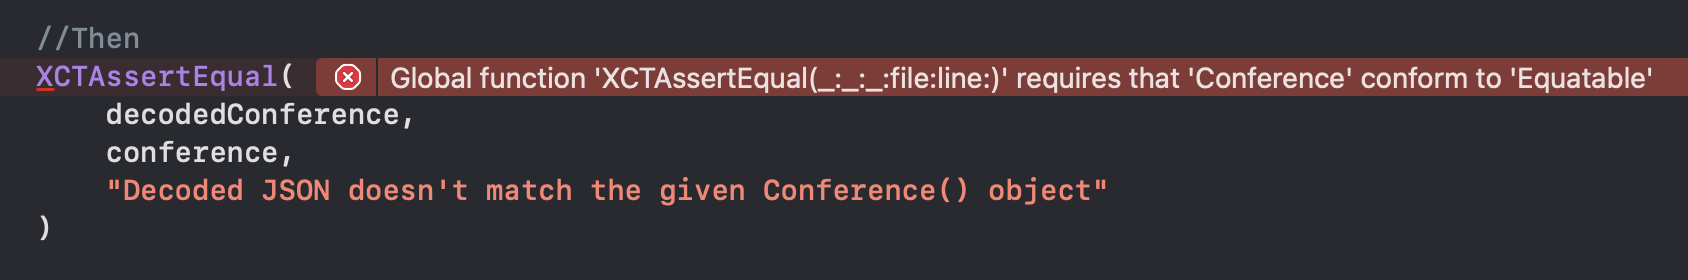 //Then
XCTAssertEqual( Global function 'XCTAssertEqual(_:_:_:file:line:)' requires that 'Conference' conform to 'Equatable'
decodedConference,
conference,
"Decoded JSON doesn't match the given Conference() object"
)